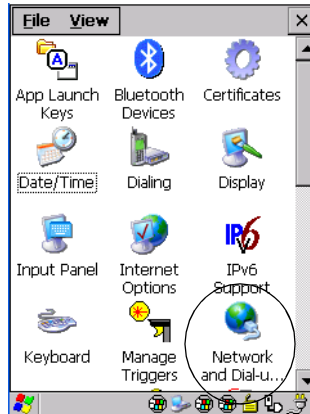 File View
App Launch Keys
Bluetooth Devices
Certificates
Date/Time
Dialing
Display
Input Panel
Internet Options
IPv6
IPv6 Support
Keyboard
Manage Triggers
Network and Dial-u...